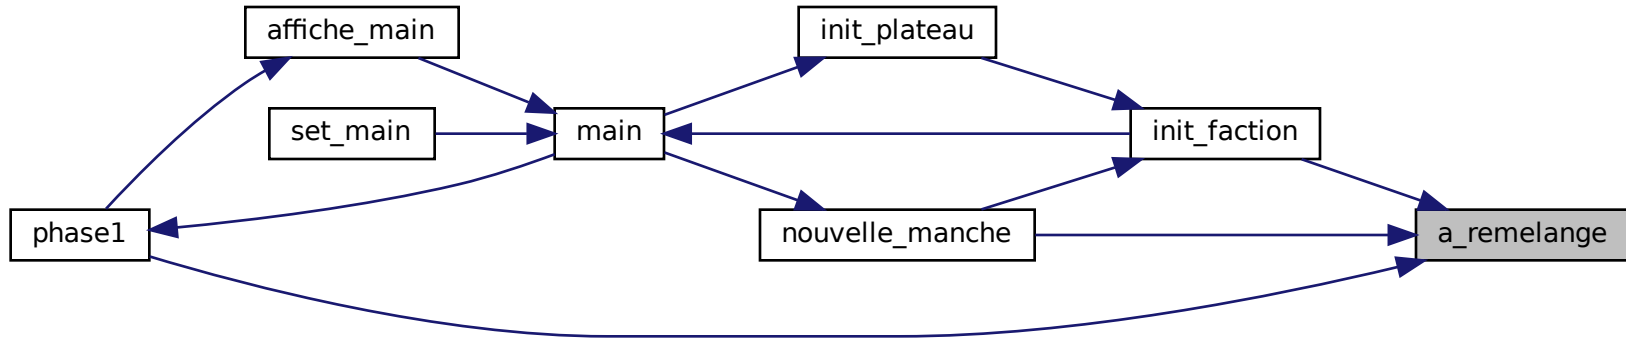 affiche_main
init_plateau
set_main
main
init_faction
phase1
nouvelle_manche
a_remelange